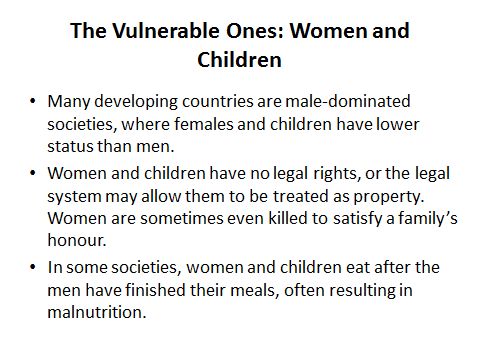 The Vulnerable Ones: Women and
Children
• Many developing countries are male-dominated
societies, where females and children have lower
status than men.
• Women and children have no legal rights, or the legal
system may allow them to be treated as property.
Women are sometimes even killed to satisfy a family’s
honour.
• In some societies, women and children eat after the
men have finished their meals, often resulting in
malnutrition.